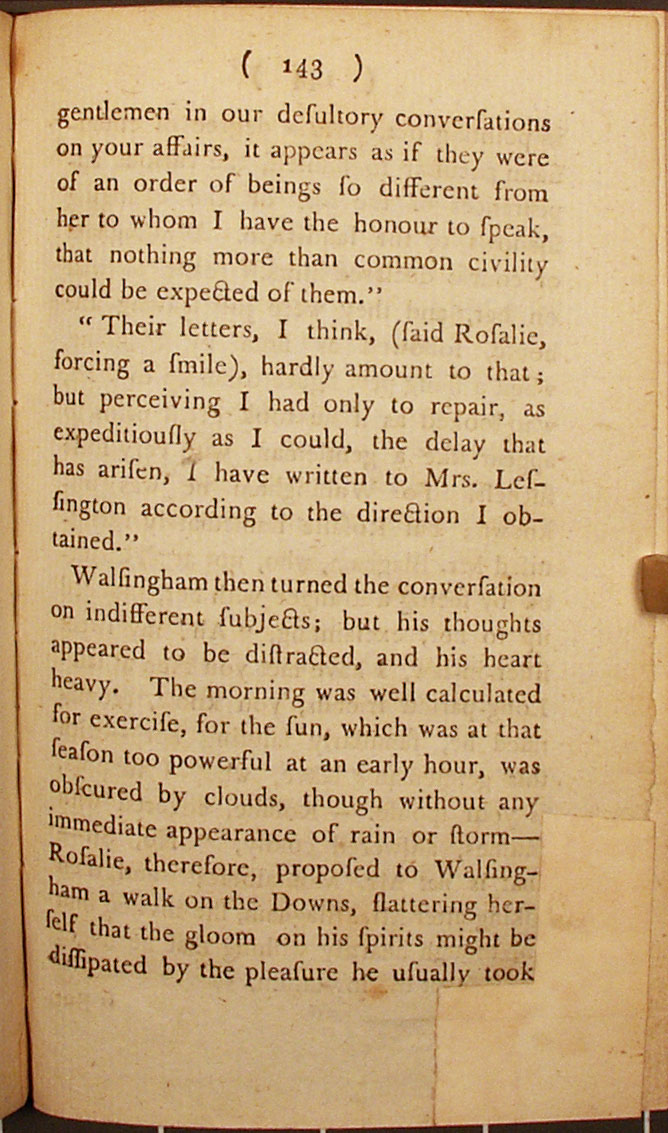 ( 143 )
gentlemen in our deſultory converſations
on your affairs, it appears as if they were
of an order of beings ſo different from
her to whom I have the honour to ſpeak,
that nothing more than common civility
could be expected of them.”
“ Their letters, I think, (ſaid Roſalie,
forcing a ſmile), hardly amount to that ;
but perceiving I had only to repair, as
expeditiouſly as I could, the delay that
has ariſen, I have written to Mrs. Leſ-
ſington according to the direction I ob-
tained.”
Walſingham then turned the converſation
on indifferent ſubjects; but his thoughts
appeared to be diſtracted, and his heart
heavy. The morning was well calculated
for exerciſe, for the ſun, which was at that
ſeaſon too powerful at an early hour, was
obſcured by clouds, though without any
immediate appearance of rain or ſtorm—
Roſalie, therefore, propoſed to Walſing-
ham a walk on the Downs, flattering her-
ſelf that the gloom on his ſpirits might be
diſſipated by the pleaſure he uſually took